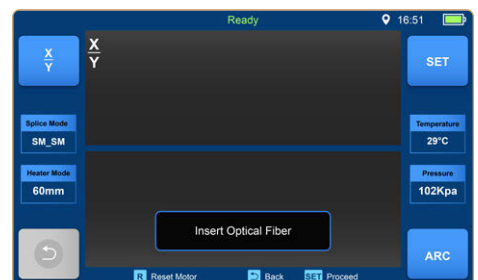 Ready
16:51
X
Y
X
Y
SET
Splice Mode
SM_SM
Temperature
29°C
Heater Mode
60mm
Pressure
102Kpa
Insert Optical Fiber
ARC
R Reset Motor Back SET Proceed